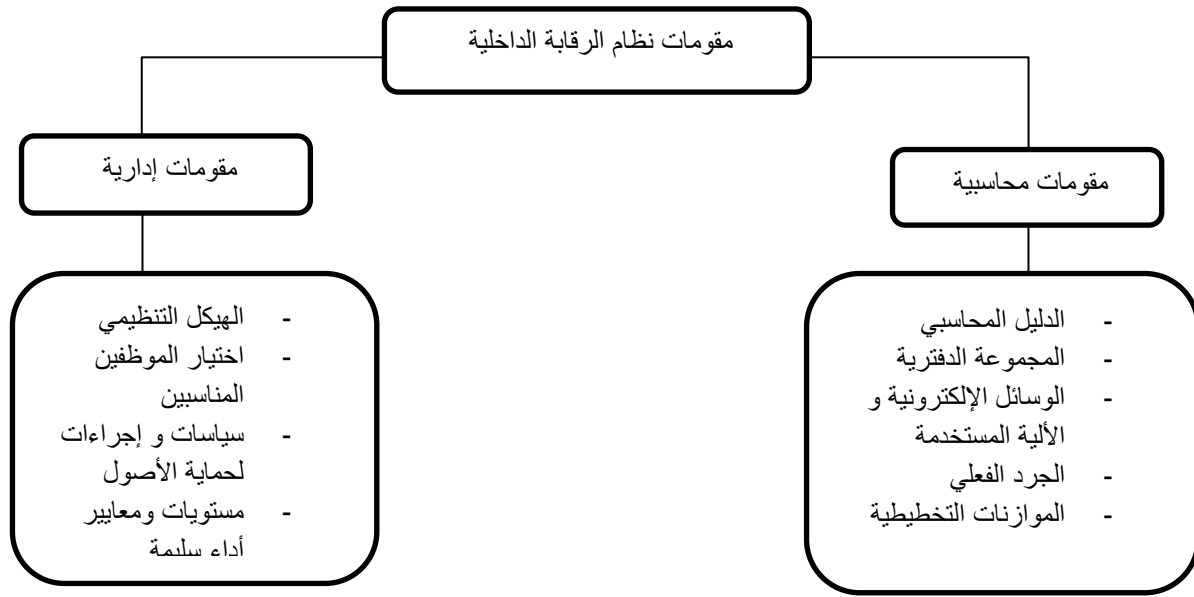 مقومات نظام الرقابة الداخلية
مقومات محاسبية
- الدليل المحاسبي
- المجموعة الدفترية
- الوسائل الإلكترونية و
الألية المستخدمة
- الجرد الفعلي
- الموازنات التخطيطية
مقومات إدارية
- الهيكل التنظيمي
- اختيار الموظفين
المناسبين
- سياسات و إجراءات
لحماية الأصول
- مستويات ومعايير
أداء سليمة